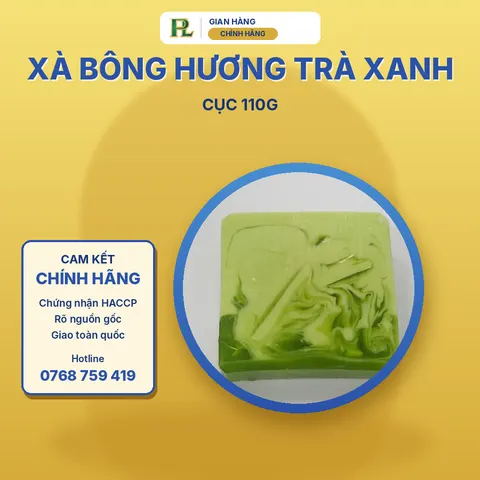 PL
GIAN HÀNG
CHÍNH HÃNG
XÀ BÔNG HƯƠNG TRÀ XANH
CỤC 110G
CAM KẾT
CHÍNH HÃNG
Chứng nhận HACCP
Rõ nguồn gốc
Giao toàn quốc
Hotline
0768 759 419